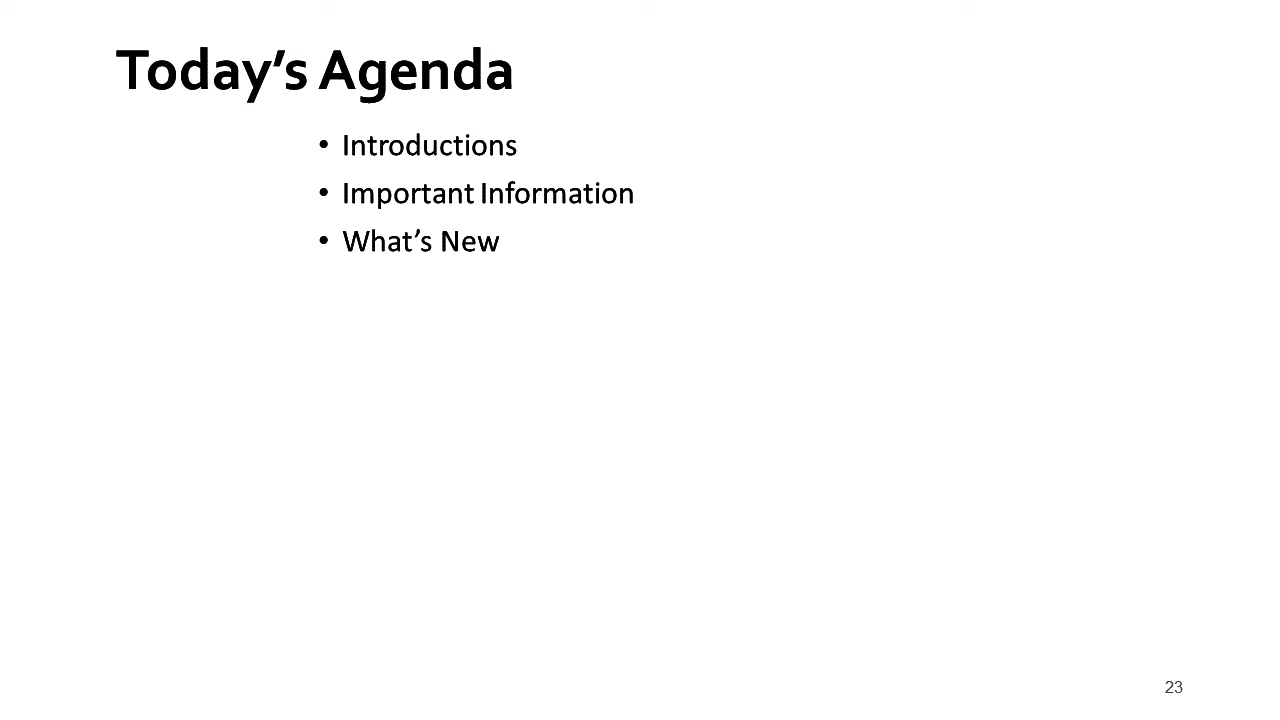 Today’s Agenda
• Introductions
• Important Information
• What’s New
23